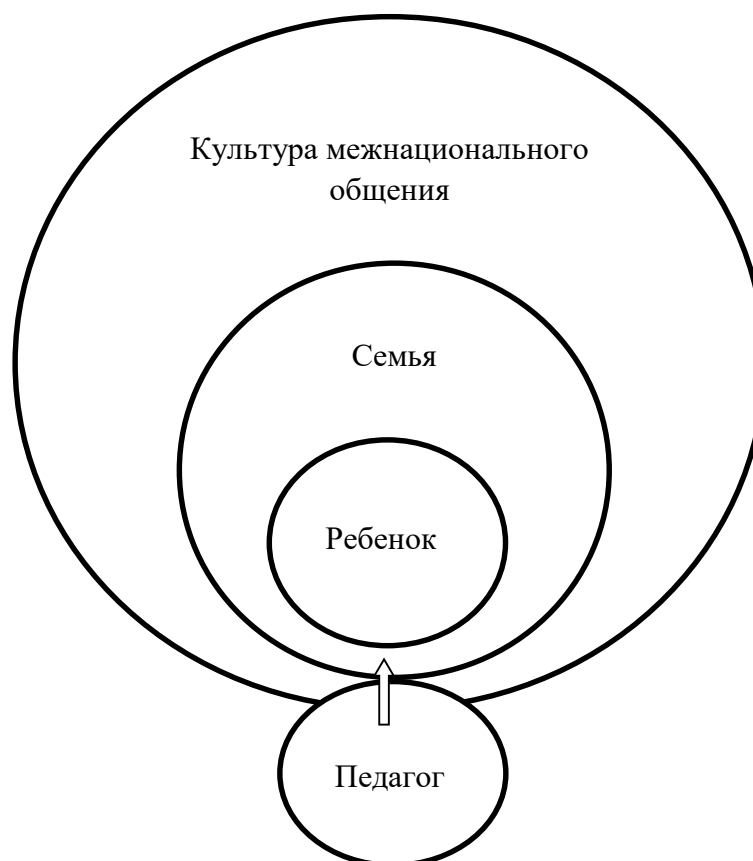 Культура межнационального
общения
Семья
Ребенок
Педагог